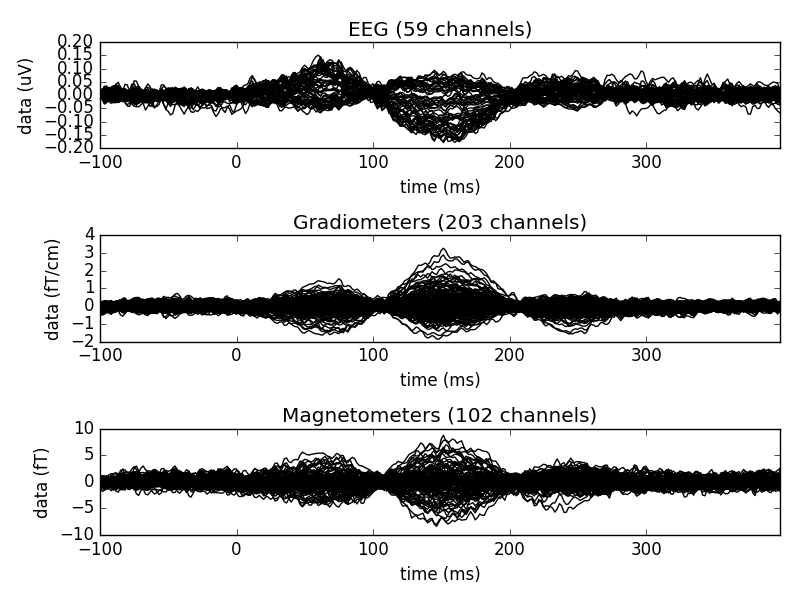 EEG (59 channels)
0.20
0.15
0.10
0.05
0.00
−0.05
−0.10
−0.15
−0.20
data (uV)
−100 0 100 200 300
time (ms)
Gradiometers (203 channels)
4
3
2
1
0
−1
−2
data (fT/cm)
−100 0 100 200 300
time (ms)
Magnetometers (102 channels)
10
5
0
−5
−10
data (fT)
−100 0 100 200 300
time (ms)